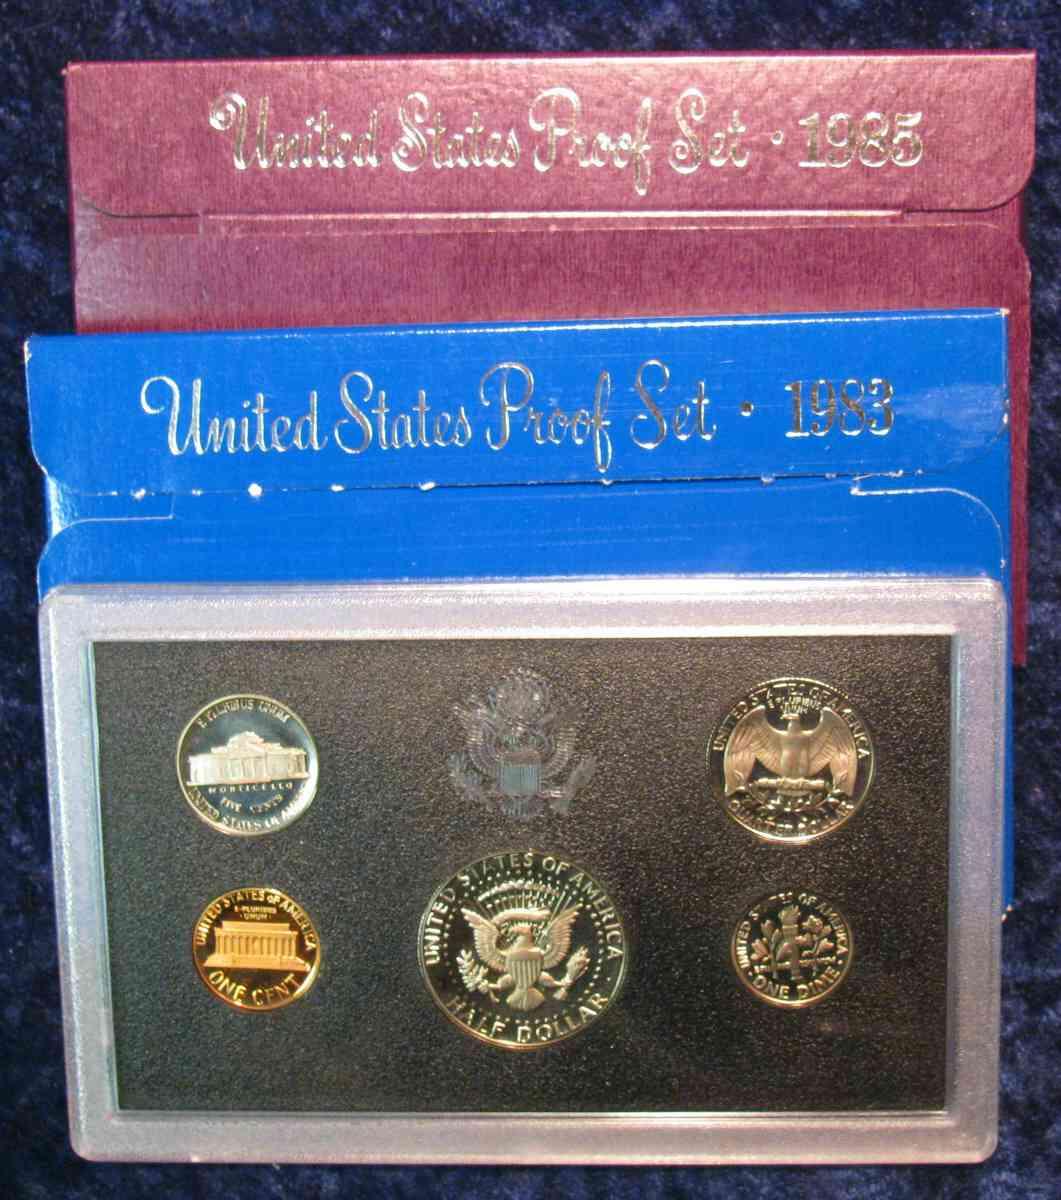 United States Proof Set · 1985
United States Proof Set · 1983
E PLURIBUS UNUM
MONTICELLO
FIVE CENTS
UNITED STATES OF AMERICA
UNITED STATES OF AMERICA
E PLURIBUS
UNUM
QUARTER DOLLAR
UNITED STATES OF AMERICA
E PLURIBUS
· UNUM ·
ONE CENT
UNITED STATES OF AMERICA
HALF DOLLAR
UNITED STATES OF AMERICA
ONE DIME